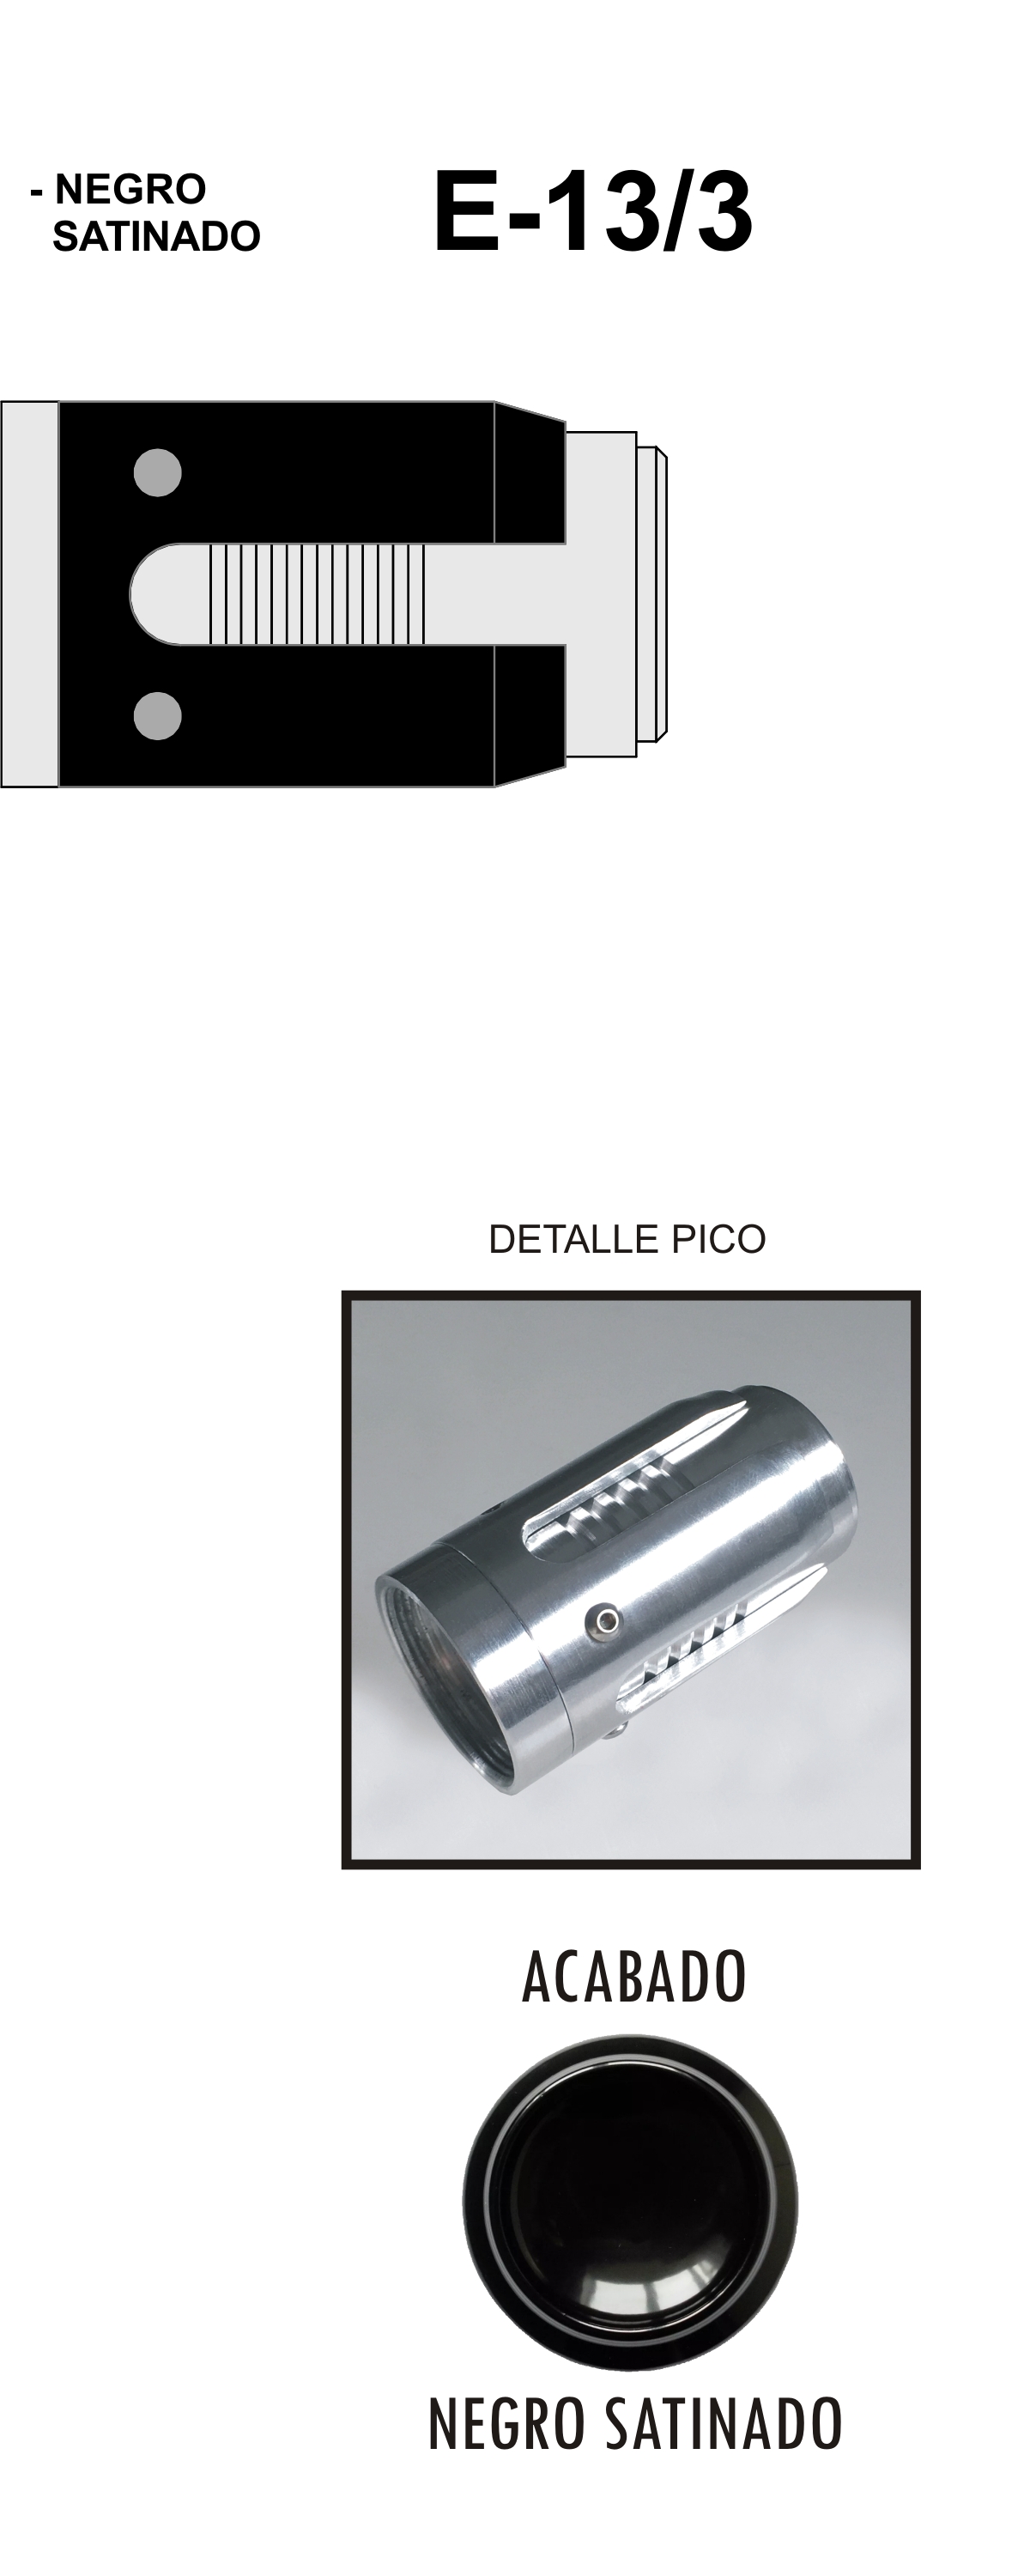 - NEGRO
SATINADO
E-13/3
DETALLE PICO
ACABADO
NEGRO SATINADO